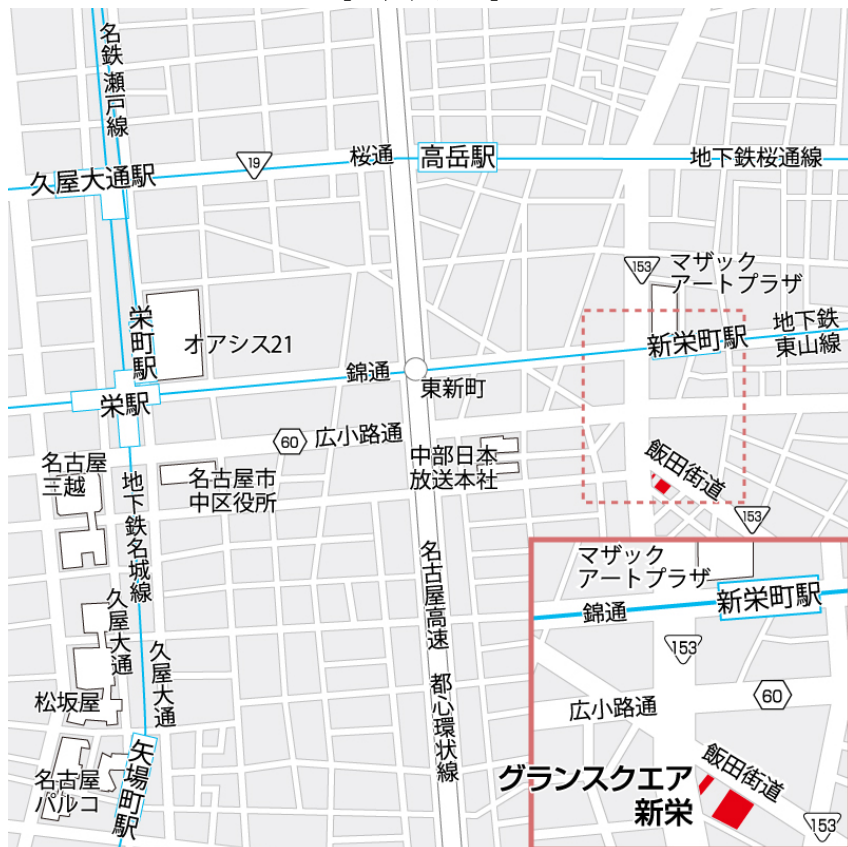 名鉄瀬戸線
久屋大通駅
19
桜通
高岳駅
地下鉄桜通線
153
マザック
アートプラザ
栄町駅
オアシス21
新栄町駅
地下鉄
東山線
錦通
東新町
栄駅
60
広小路通
名古屋
三越
名古屋市
中区役所
中部日本
放送本社
飯田街道
153
地下鉄名城線
名古屋高速 都心環状線
久屋大通
久屋大通
松坂屋
名古屋
パルコ
矢場町駅
マザック
アートプラザ
新栄町駅
錦通
153
60
広小路通
飯田街道
グランスクエア
新栄
153